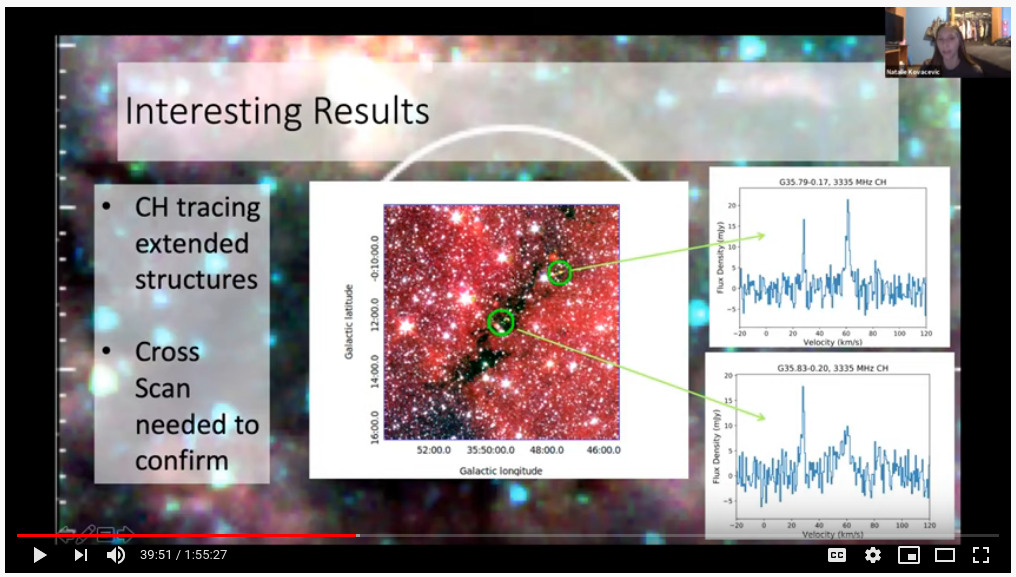 Natalie Kovacevic
Interesting Results
• CH tracing
extended
structures
• Cross
Scan
needed to
confirm
Galactic latitude
-0:10:00.0
12:00.0
14:00.0
16:00.0
52:00.0 35:50:00.0 48:00.0 46:00.0
Galactic longitude
G35.79-0.17, 3335 MHz CH
Flux Density (mJy)
20
15
10
5
0
−5
−20 0 20 40 60 80 100 120
Velocity (km/s)
G35.83-0.20, 3335 MHz CH
Flux Density (mJy)
20
15
10
5
0
−5
−20 0 20 40 60 80 100 120
Velocity (km/s)
39:51 / 1:55:27
CC